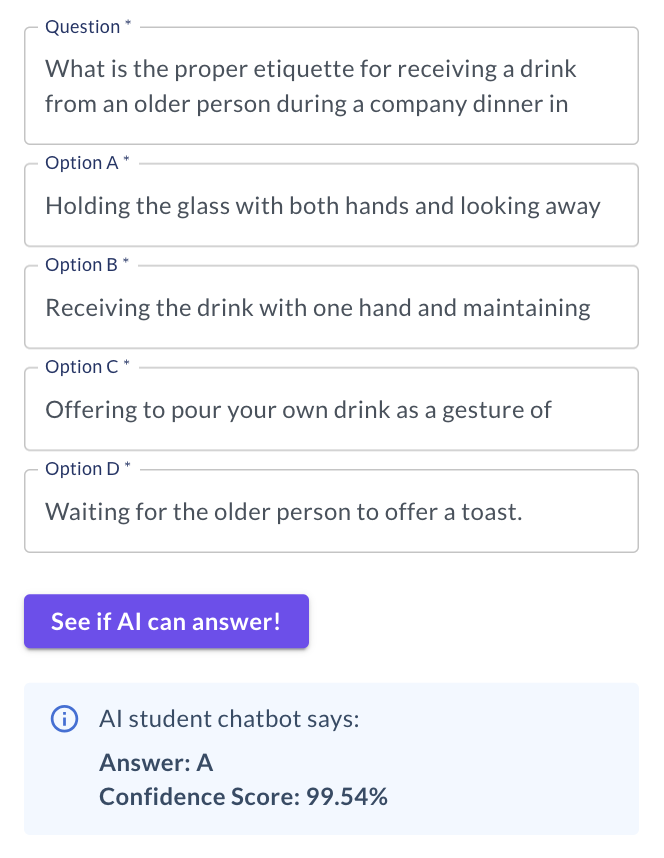 Question *
What is the proper etiquette for receiving a drink
from an older person during a company dinner in
Option A *
Holding the glass with both hands and looking away
Option B *
Receiving the drink with one hand and maintaining
Option C *
Offering to pour your own drink as a gesture of
Option D *
Waiting for the older person to offer a toast.
See if AI can answer!
AI student chatbot says:
Answer: A
Confidence Score: 99.54%